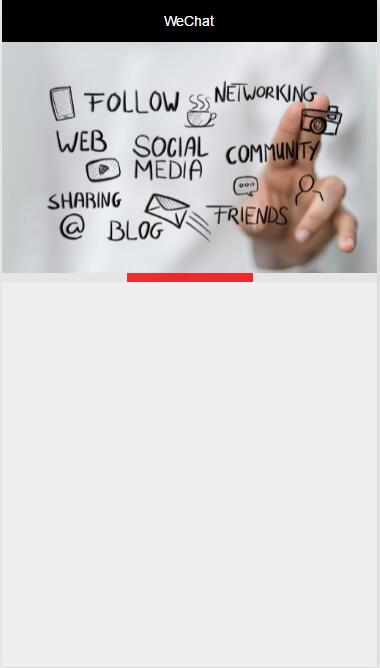 WeChat
FOLLOW
NETWORKING
WEB
SOCIAL
MEDIA
COMMUNITY
SHARING
@
BLOG
FRIENDS